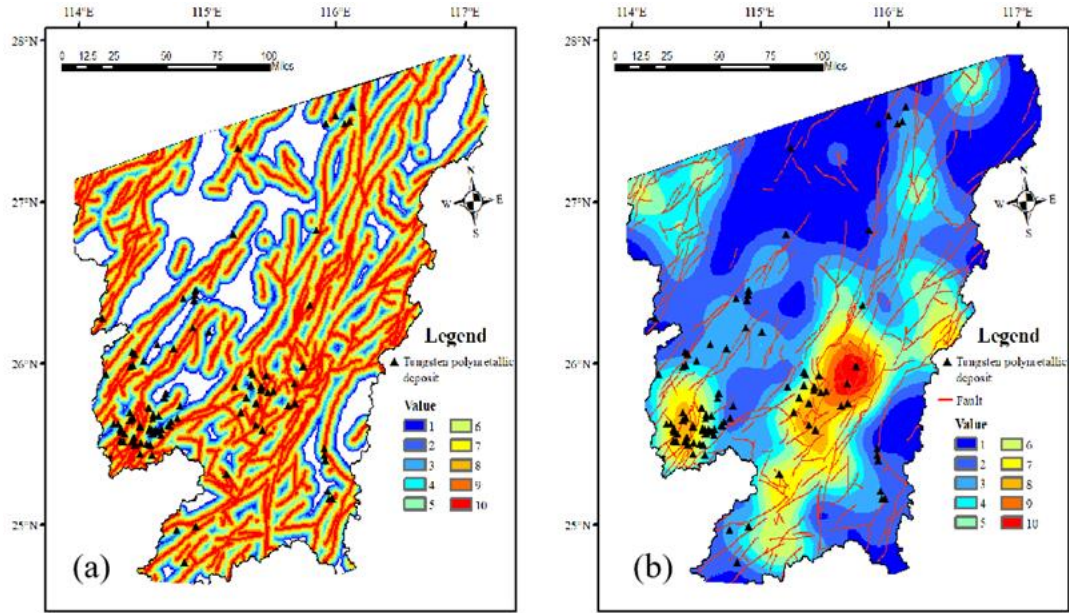 114°E 115°E 116°E 117°E
28°N
0 12.5 25 50 75 100
Miles
27°N
N
W E
S
26°N
Legend
Tungsten polymetallic
deposit
Value
1 6
2 7
3 8
4 9
5 10
25°N
(a)
114°E 115°E 116°E 117°E
28°N
0 12.5 25 50 75 100
Miles
27°N
N
W E
S
26°N
Legend
Tungsten polymetallic
deposit
Fault
Value
1 6
2 7
3 8
4 9
5 10
25°N
(b)